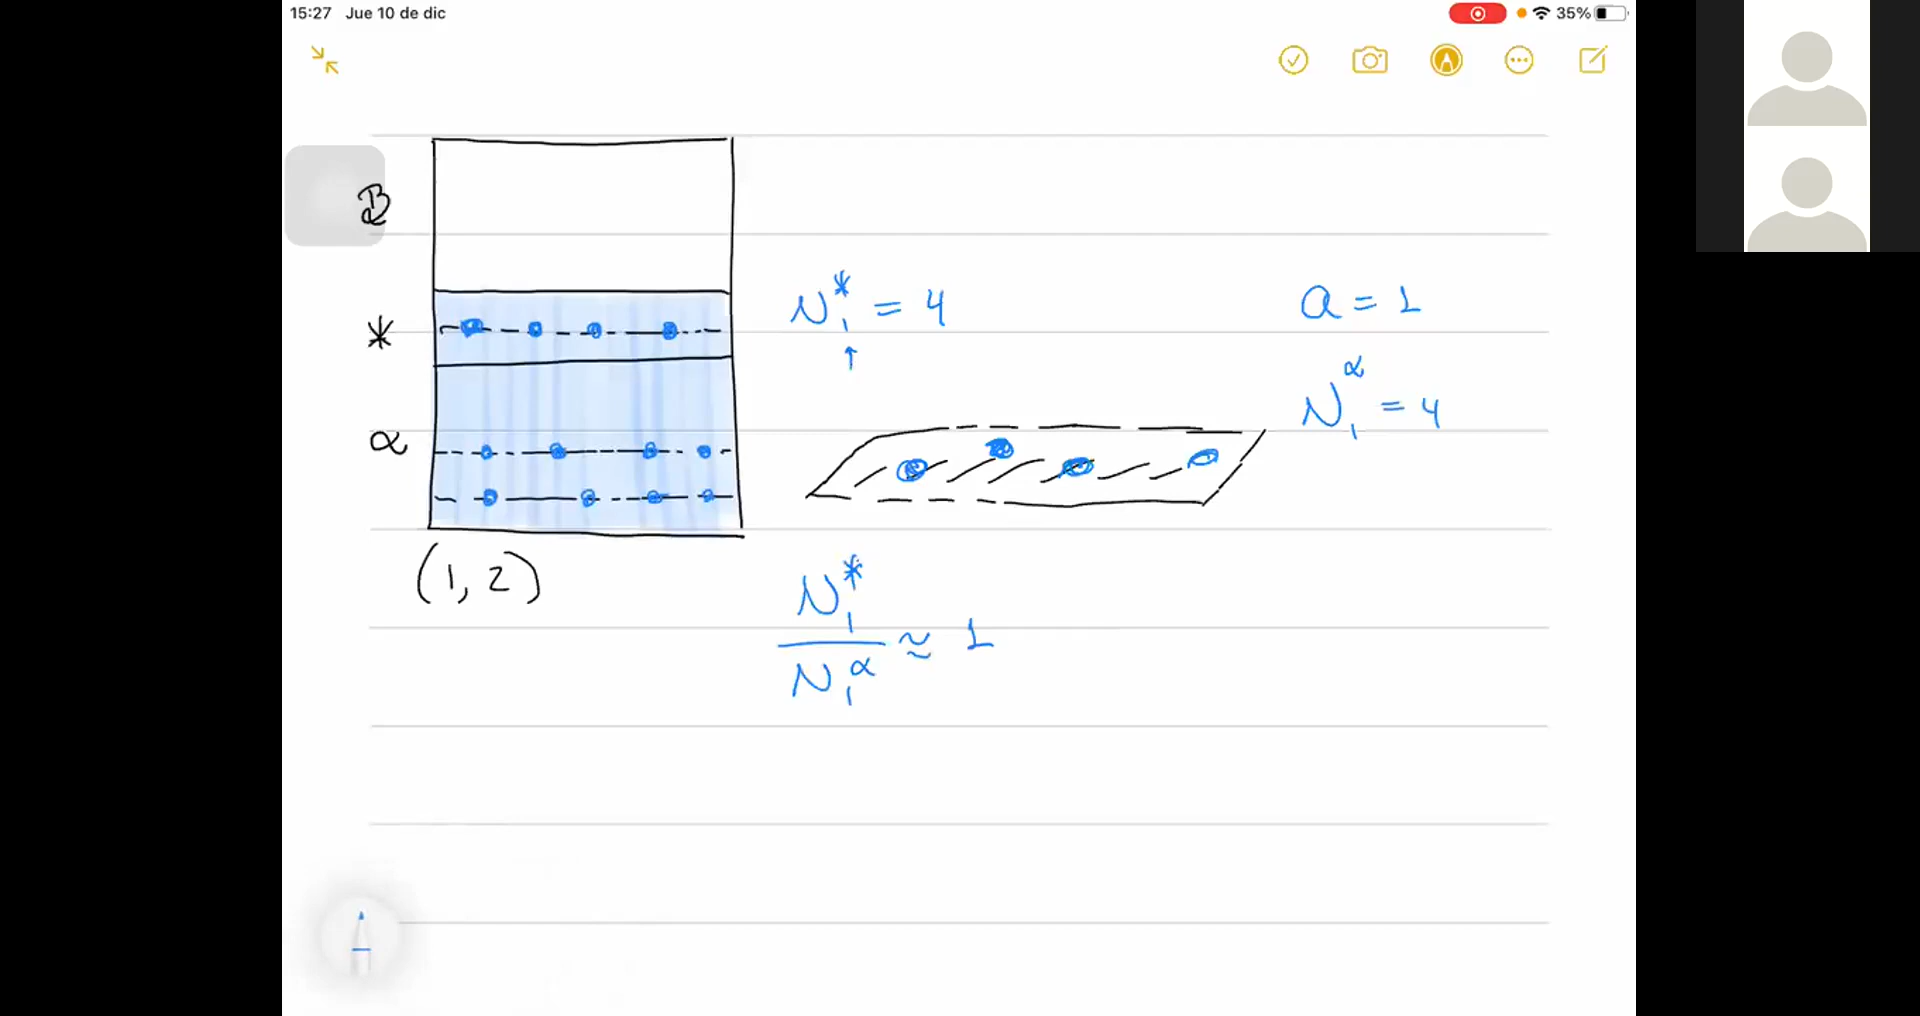 15:27 Jue 10 de dic
35%
β
*
α
N₁* = 4
↑
a = 1
N₁^α = 4
(1, 2)
N₁* / N₁^α ≈ 1